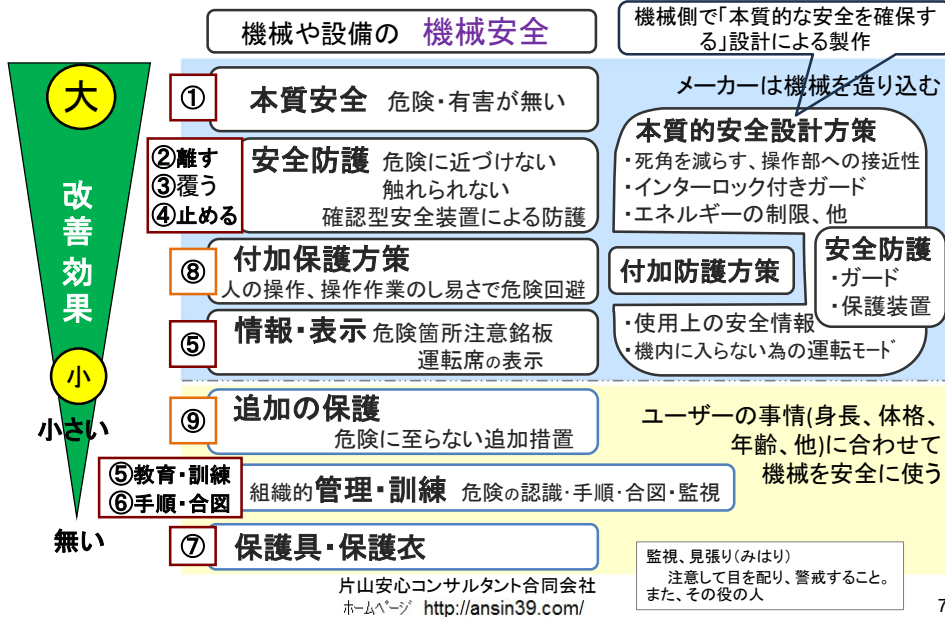 機械や設備の 機械安全
機械側で「本質的な安全を確保す
る」設計による製作
大
改善効果
小
小さい
無い
メーカーは機械を造り込む
① 本質安全 危険・有害が無い
②離す
③覆う
④止める
安全防護 危険に近づけない
触れられない
確認型安全装置による防護
⑧ 付加保護方策
人の操作、操作作業のし易さで危険回避
⑤ 情報・表示 危険箇所注意銘板
運転席の表示
本質的安全設計方策
・死角を減らす、操作部への接近性
・インターロック付きガード
・エネルギーの制限、他
付加防護方策
安全防護
・ガード
・保護装置
・使用上の安全情報
・機内に入らない為の運転モード
⑨ 追加の保護
危険に至らない追加措置
ユーザーの事情(身長、体格、
年齢、他)に合わせて
機械を安全に使う
⑤教育・訓練
⑥手順・合図
組織的管理・訓練 危険の認識・手順・合図・監視
⑦ 保護具・保護衣
監視、見張り(みはり)
注意して目を配り、警戒すること。
また、その役の人
片山安心コンサルタント合同会社
ホームページ http://ansin39.com/
7